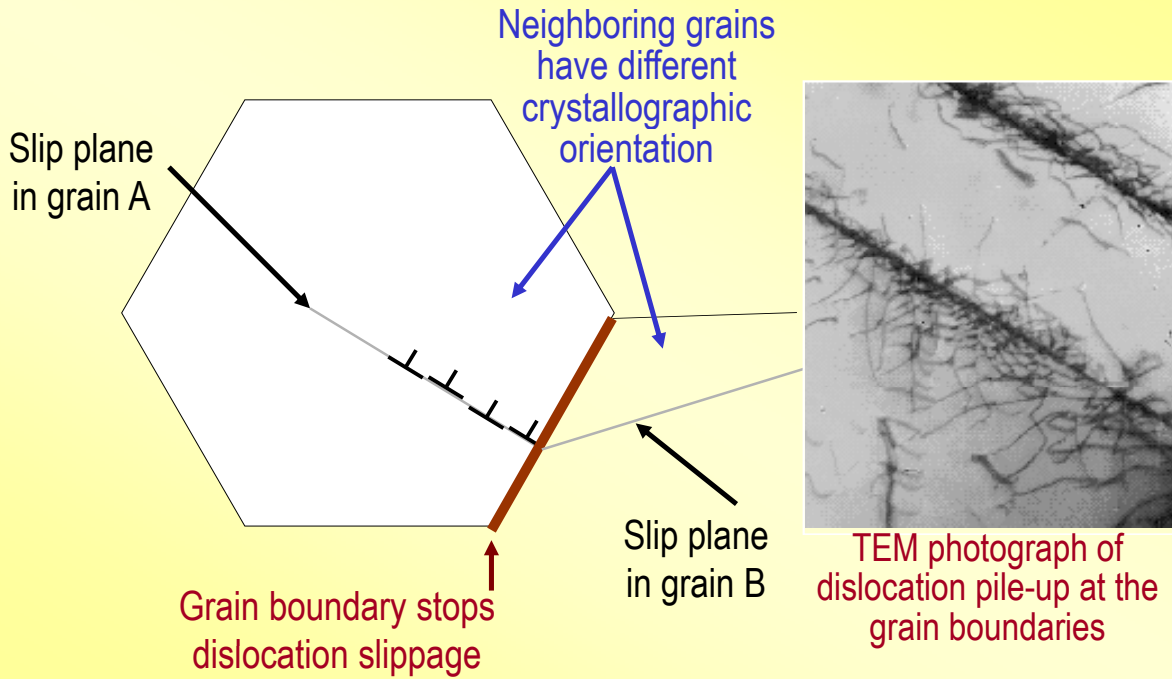 Neighboring grains
have different
crystallographic
orientation
Slip plane
in grain A
Slip plane
in grain B
Grain boundary stops
dislocation slippage
TEM photograph of
dislocation pile-up at the
grain boundaries